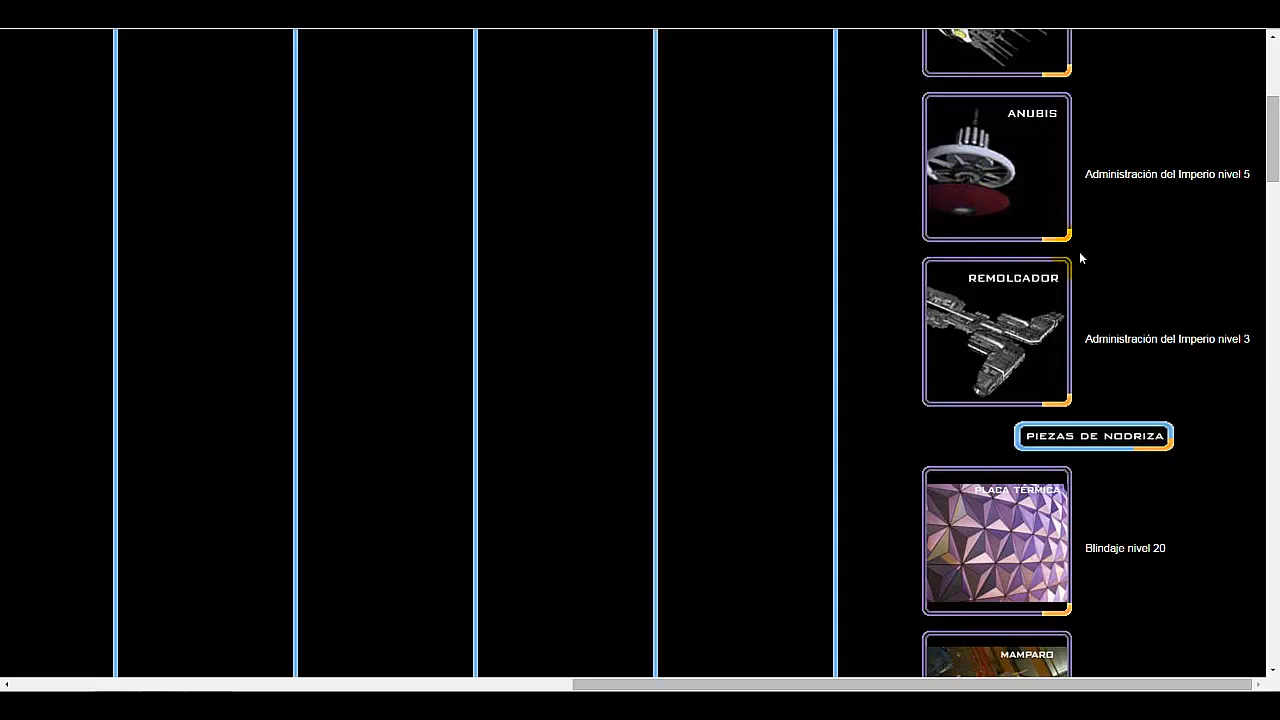 ANUBIS
Administración del Imperio nivel 5
REMOLCADOR
Administración del Imperio nivel 3
PIEZAS DE NODRIZA
PLACA TÉRMICA
Blindaje nivel 20
MAMPARO